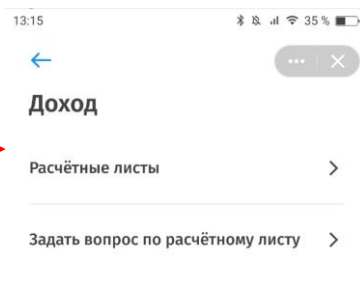 13:15
35 %
Доход
Расчётные листы
Задать вопрос по расчётному листу